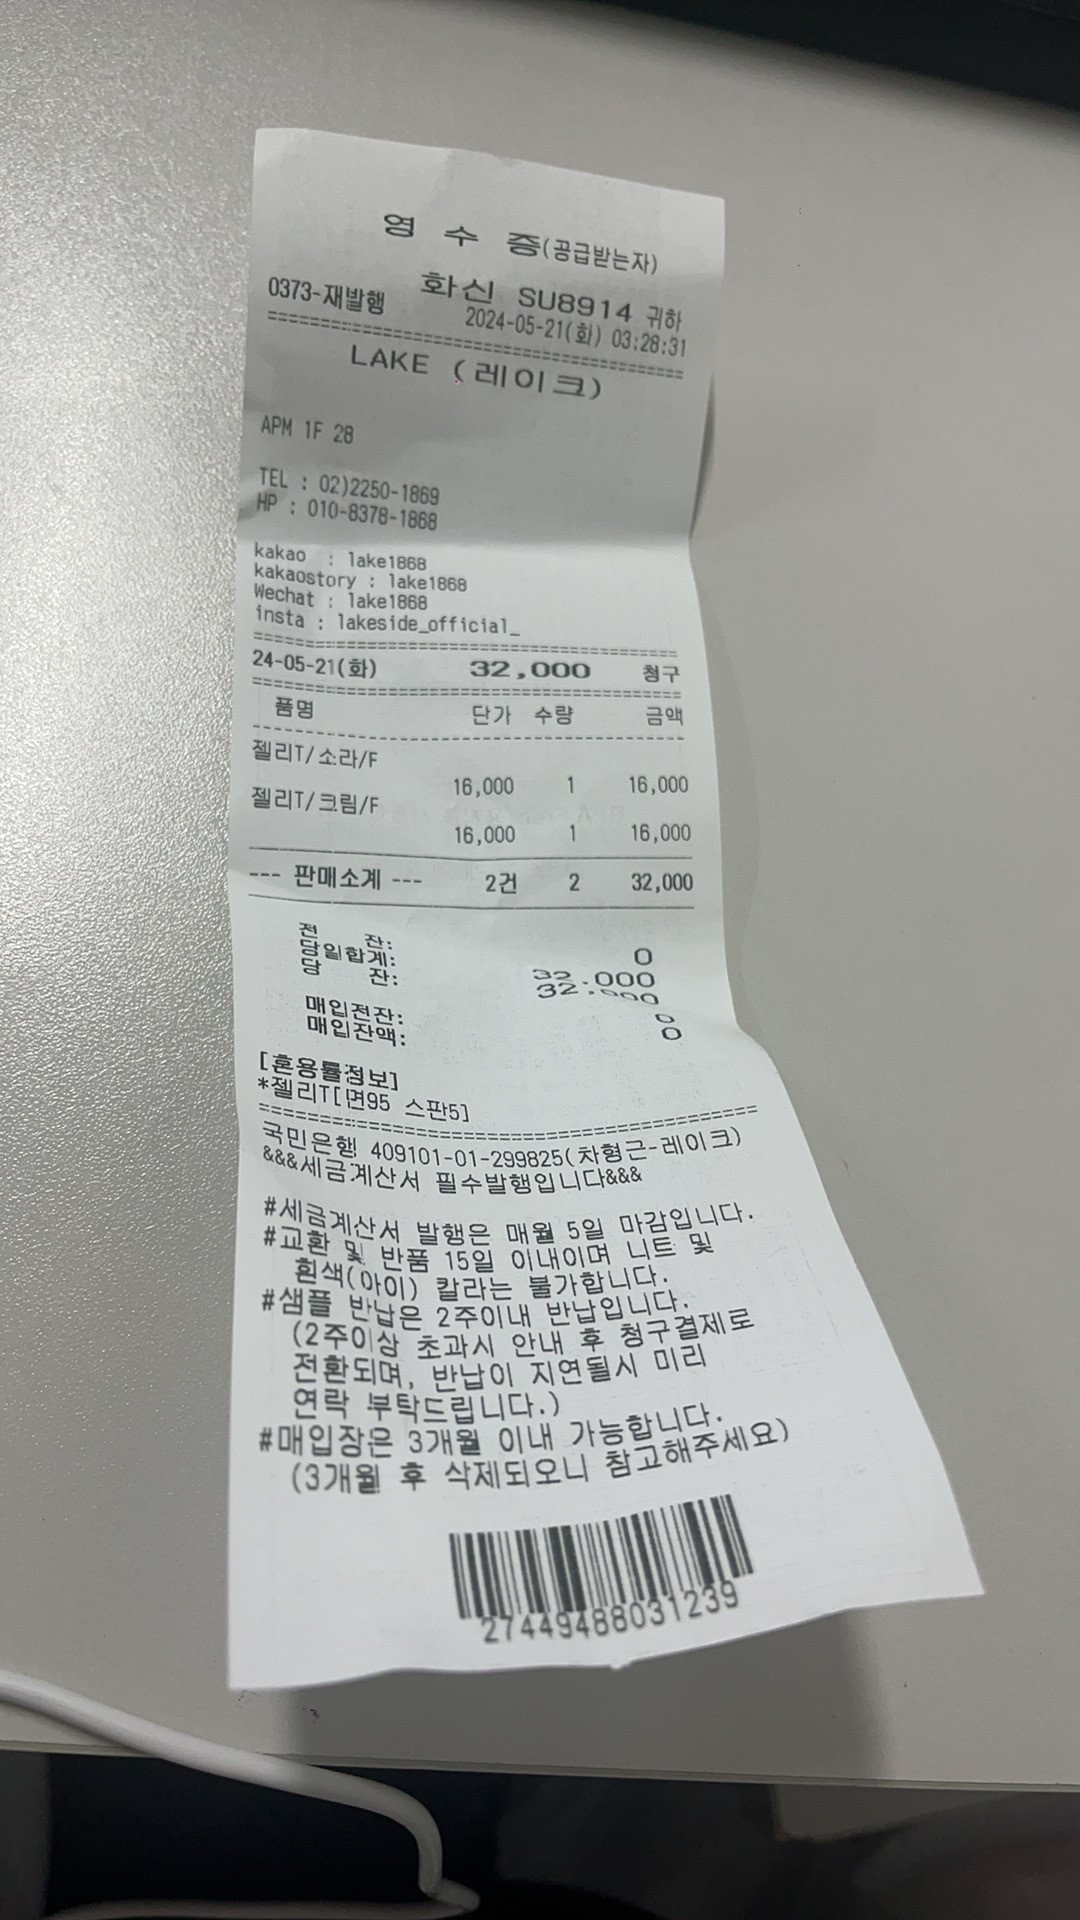 영 수 증(공급받는자)
화신 SU8914 귀하
0373-재발행 2024-05-21(화) 03:28:31
================================
LAKE (레이크)
APM 1F 28
TEL : 02)2250-1869
HP : 010-8378-1868
kakao : lake1868
kakaostory : lake1868
Wechat : lake1868
insta : lakeside_official_
================================
24-05-21(화) 32,000 청구
================================
품명 단가 수량 금액
젤리T/소라/F
16,000 1 16,000
젤리T/크림/F
16,000 1 16,000
--- 판매소계 --- 2건 2 32,000
전 잔: 0
당일합계: 32,000
당 잔: 32,000
매입전잔: 0
매입잔액: 0
[혼용률정보]
*젤리T[면95 스판5]
================================
국민은행 409101-01-299825(차형근-레이크)
&&&세금계산서 필수발행입니다&&&
#세금계산서 발행은 매월 5일 마감입니다.
#교환 및 반품 15일 이내이며 니트 및
흰색(아이) 칼라는 불가합니다.
#샘플 반납은 2주이내 반납입니다.
(2주이상 초과시 안내 후 청구결제로
전환되며, 반납이 지연될시 미리
연락 부탁드립니다.)
#매입장은 3개월 이내 가능합니다.
(3개월 후 삭제되오니 참고해주세요)
27449488031239